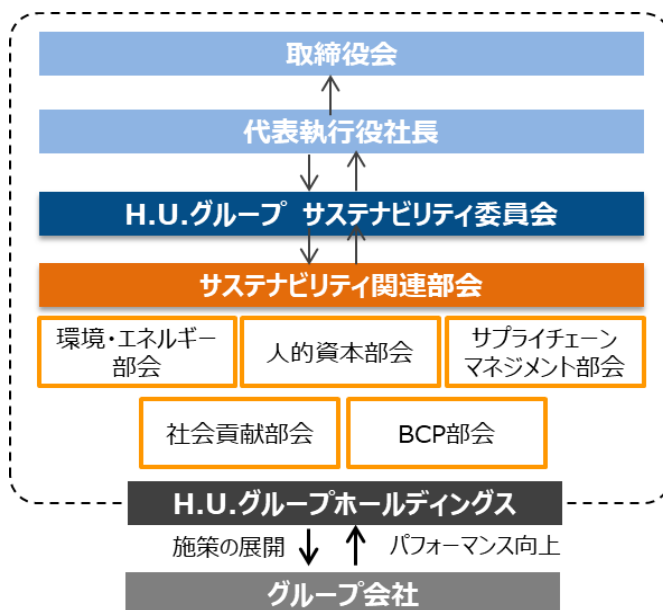 取締役会
代表執行役社長
H.U.グループ サステナビリティ委員会
サステナビリティ関連部会
環境・エネルギー
部会
人的資本部会
サプライチェーン
マネジメント部会
社会貢献部会
BCP部会
H.U.グループホールディングス
施策の展開
パフォーマンス向上
グループ会社